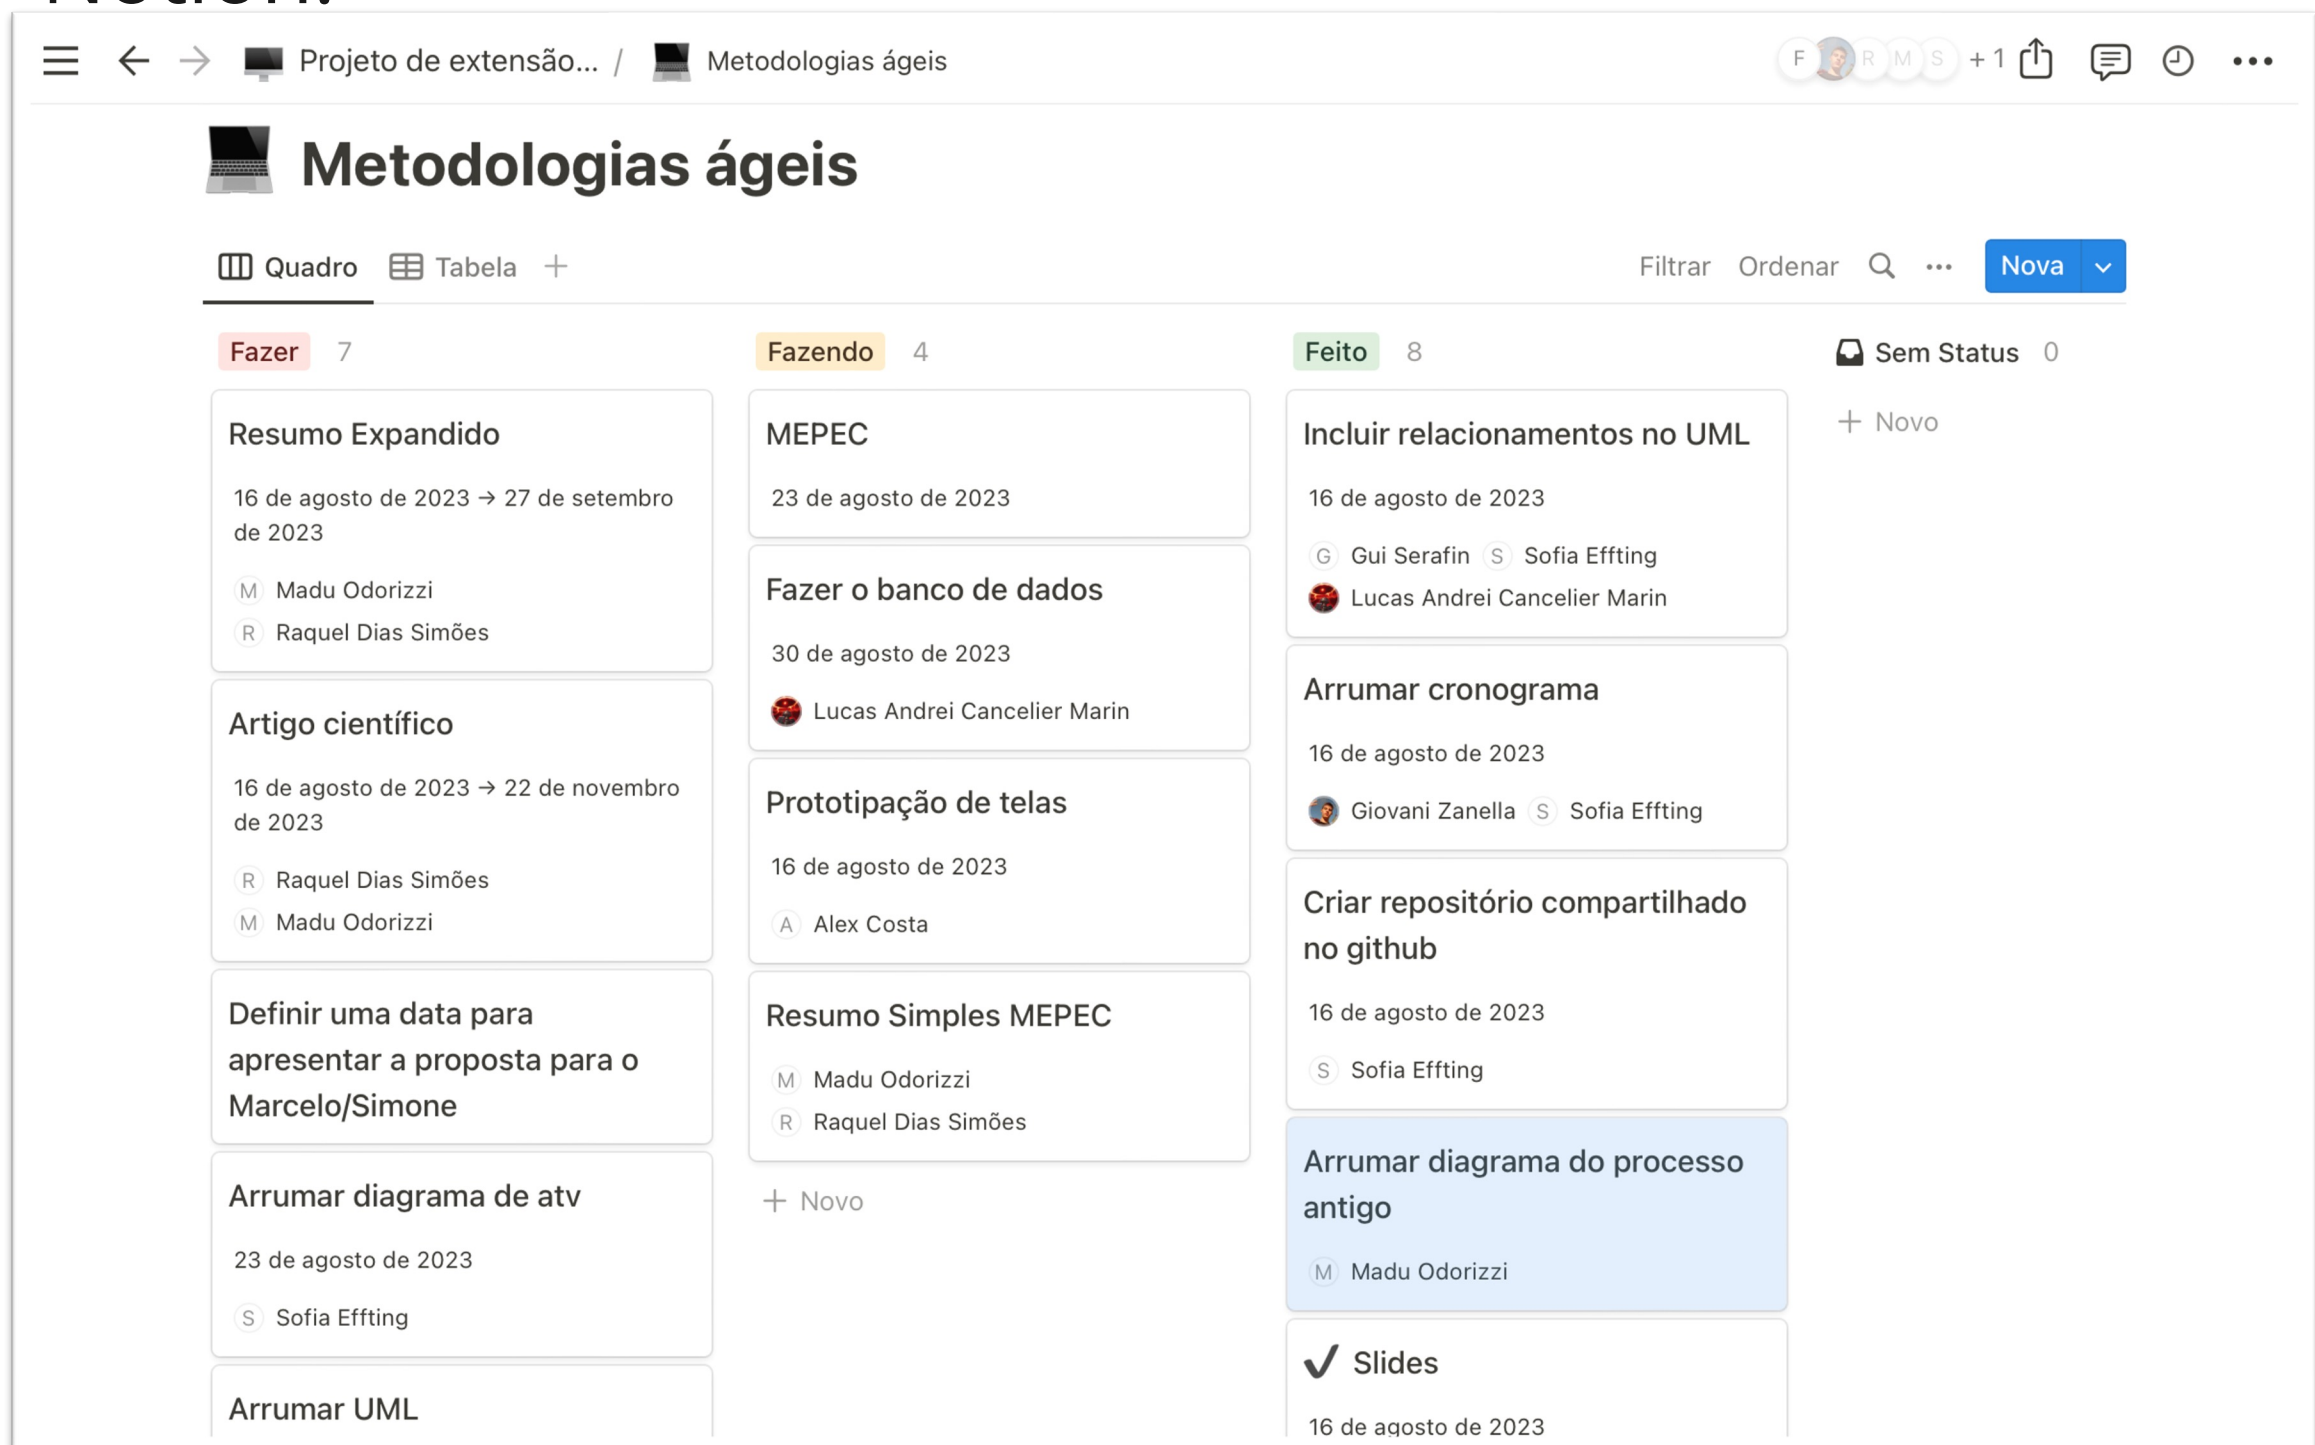 Notion.
Projeto de extensão... / Metodologias ágeis
F R M S + 1
Metodologias ágeis
Quadro Tabela
Filtrar Ordenar Nova
Fazer 7
Resumo Expandido
16 de agosto de 2023 → 27 de setembro
de 2023
M Madu Odorizzi
R Raquel Dias Simões
Artigo científico
16 de agosto de 2023 → 22 de novembro
de 2023
R Raquel Dias Simões
M Madu Odorizzi
Definir uma data para
apresentar a proposta para o
Marcelo/Simone
Arrumar diagrama de atv
23 de agosto de 2023
S Sofia Effting
Arrumar UML
Fazendo 4
MEPEC
23 de agosto de 2023
Fazer o banco de dados
30 de agosto de 2023
Lucas Andrei Cancelier Marin
Prototipação de telas
16 de agosto de 2023
A Alex Costa
Resumo Simples MEPEC
M Madu Odorizzi
R Raquel Dias Simões
+ Novo
Feito 8
Incluir relacionamentos no UML
16 de agosto de 2023
G Gui Serafin S Sofia Effting
Lucas Andrei Cancelier Marin
Arrumar cronograma
16 de agosto de 2023
Giovani Zanella S Sofia Effting
Criar repositório compartilhado
no github
16 de agosto de 2023
S Sofia Effting
Arrumar diagrama do processo
antigo
M Madu Odorizzi
✔ Slides
16 de agosto de 2023
Sem Status 0
+ Novo